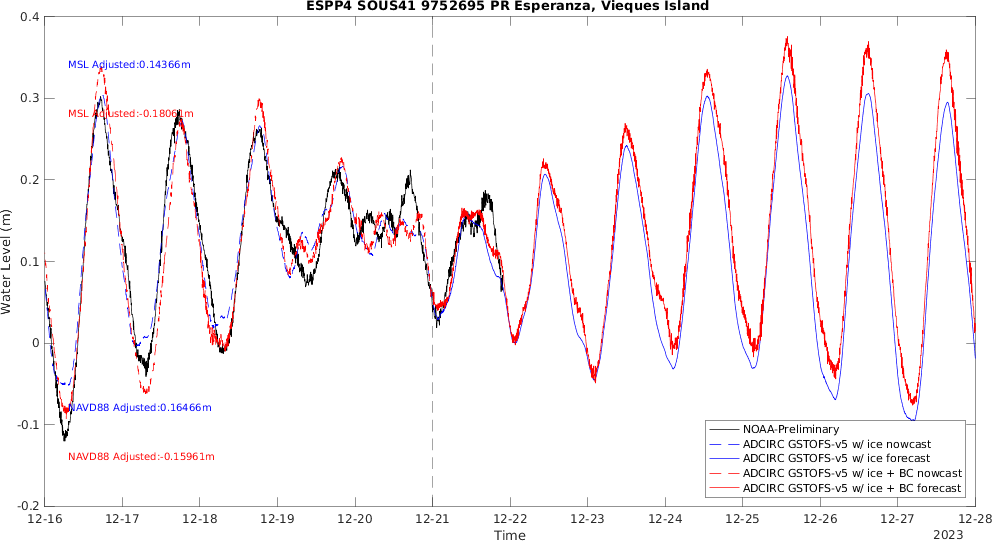 ESPP4 SOUS41 9752695 PR Esperanza, Vieques Island
0.4
0.3
0.2
0.1
0
-0.1
-0.2
Water Level (m)
MSL Adjusted:0.14366m
MSL Adjusted:-0.18061m
NAVD88 Adjusted:0.16466m
NAVD88 Adjusted:-0.15961m
NOAA-Preliminary
ADCIRC GSTOFS-v5 w/ ice nowcast
ADCIRC GSTOFS-v5 w/ ice forecast
ADCIRC GSTOFS-v5 w/ ice + BC nowcast
ADCIRC GSTOFS-v5 w/ ice + BC forecast
12-16 12-17 12-18 12-19 12-20 12-21 12-22 12-23 12-24 12-25 12-26 12-27 12-28
Time
2023